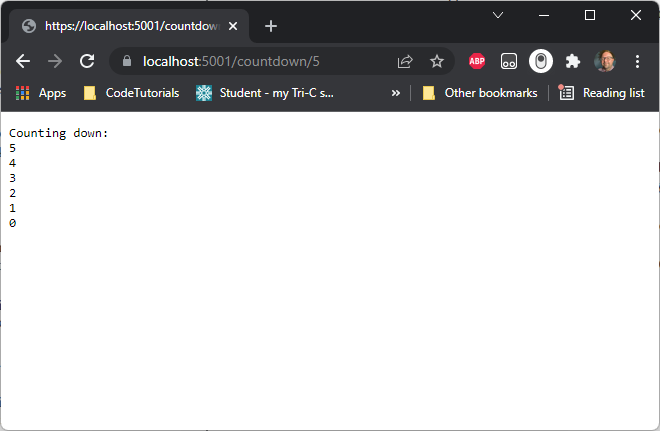 https://localhost:5001/countdown
localhost:5001/countdown/5
ABP
Apps
CodeTutorials
Student - my Tri-C s...
»
Other bookmarks
Reading list
Counting down:
5
4
3
2
1
0